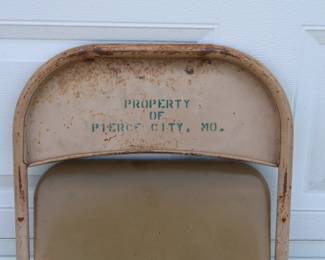 PROPERTY
OF
PIERCE CITY, MO.